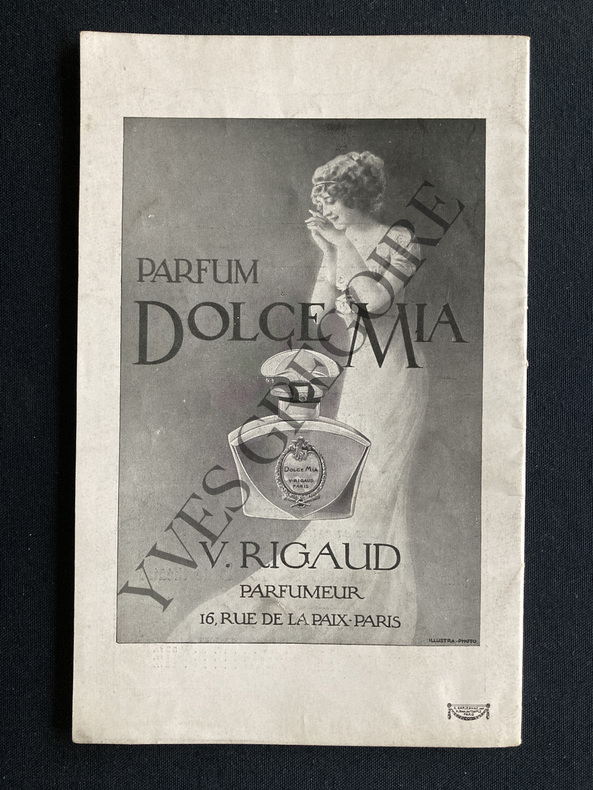 PARFUM
DOLCE MIA
DOLCE MIA
V. RIGAUD
PARIS
V. RIGAUD
PARFUMEUR
16, RUE DE LA PAIX·PARIS
ILLUSTRA-PHOTO
PARIS
YVES GREGOIRE